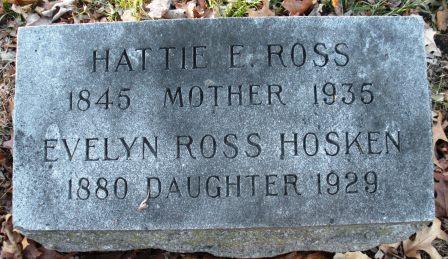 HATTIE E. ROSS
1845 MOTHER 1935
EVELYN ROSS HOSKEN
1880 DAUGHTER 1929